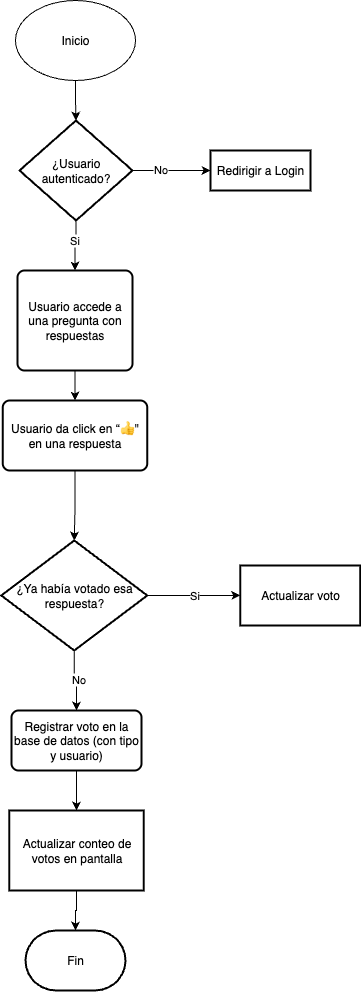 Inicio
¿Usuario
autenticado?
No
Redirigir a Login
Si
Usuario accede a
una pregunta con
respuestas
Usuario da click en “👍”
en una respuesta
¿Ya había votado esa
respuesta?
Si
Actualizar voto
No
Registrar voto en la
base de datos (con tipo
y usuario)
Actualizar conteo de
votos en pantalla
Fin